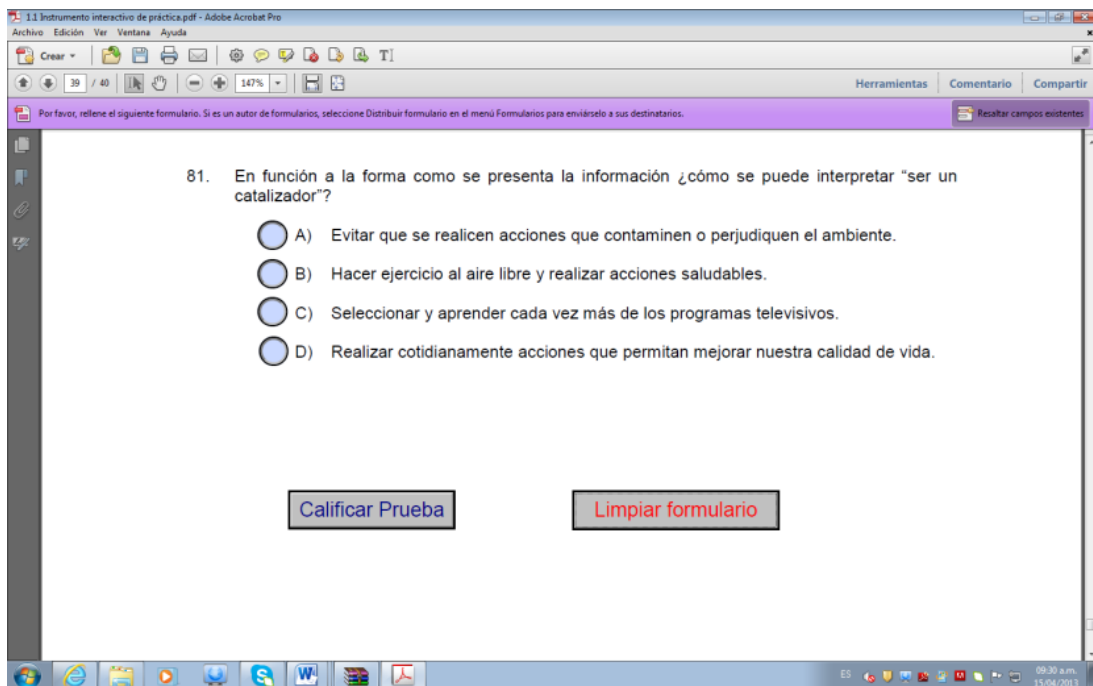 1.1 Instrumento interactivo de práctica.pdf - Adobe Acrobat Pro
Archivo Edición Ver Ventana Ayuda
Crear
39 / 40 147% Herramientas Comentario Compartir
Por favor, rellene el siguiente formulario. Si es un autor de formularios, seleccione Distribuir formulario en el menú Formularios para enviárselo a sus destinatarios. Resaltar campos existentes
81. En función a la forma como se presenta la información ¿cómo se puede interpretar “ser un
catalizador”?
A) Evitar que se realicen acciones que contaminen o perjudiquen el ambiente.
B) Hacer ejercicio al aire libre y realizar acciones saludables.
C) Seleccionar y aprender cada vez más de los programas televisivos.
D) Realizar cotidianamente acciones que permitan mejorar nuestra calidad de vida.
Calificar Prueba Limpiar formulario
ES 09:30 a.m.
15/04/2013